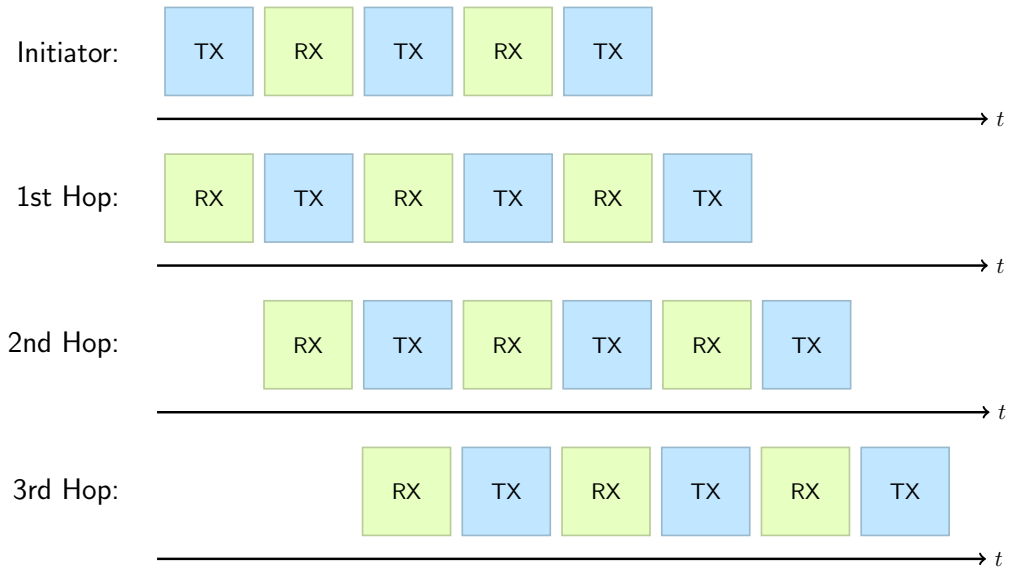 Initiator: TX RX TX RX TX
t
1st Hop: RX TX RX TX RX TX
t
2nd Hop: RX TX RX TX RX TX
t
3rd Hop: RX TX RX TX RX TX
t